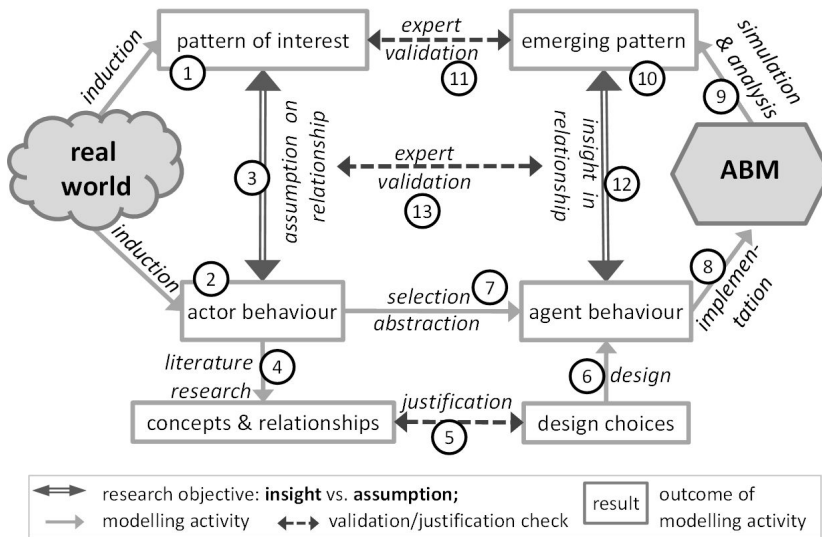 pattern of interest
1
expert
validation
11
emerging pattern
10
induction
simulation
& analysis
9
real
world
3
assumption on
relationship
expert
validation
13
insight in
relationship
12
ABM
induction
2
actor behaviour
selection
abstraction
7
agent behaviour
8
implemen-
tation
literature
research
4
6
design
concepts & relationships
justification
5
design choices
research objective: insight vs. assumption;
modelling activity
validation/justification check
result
outcome of
modelling activity